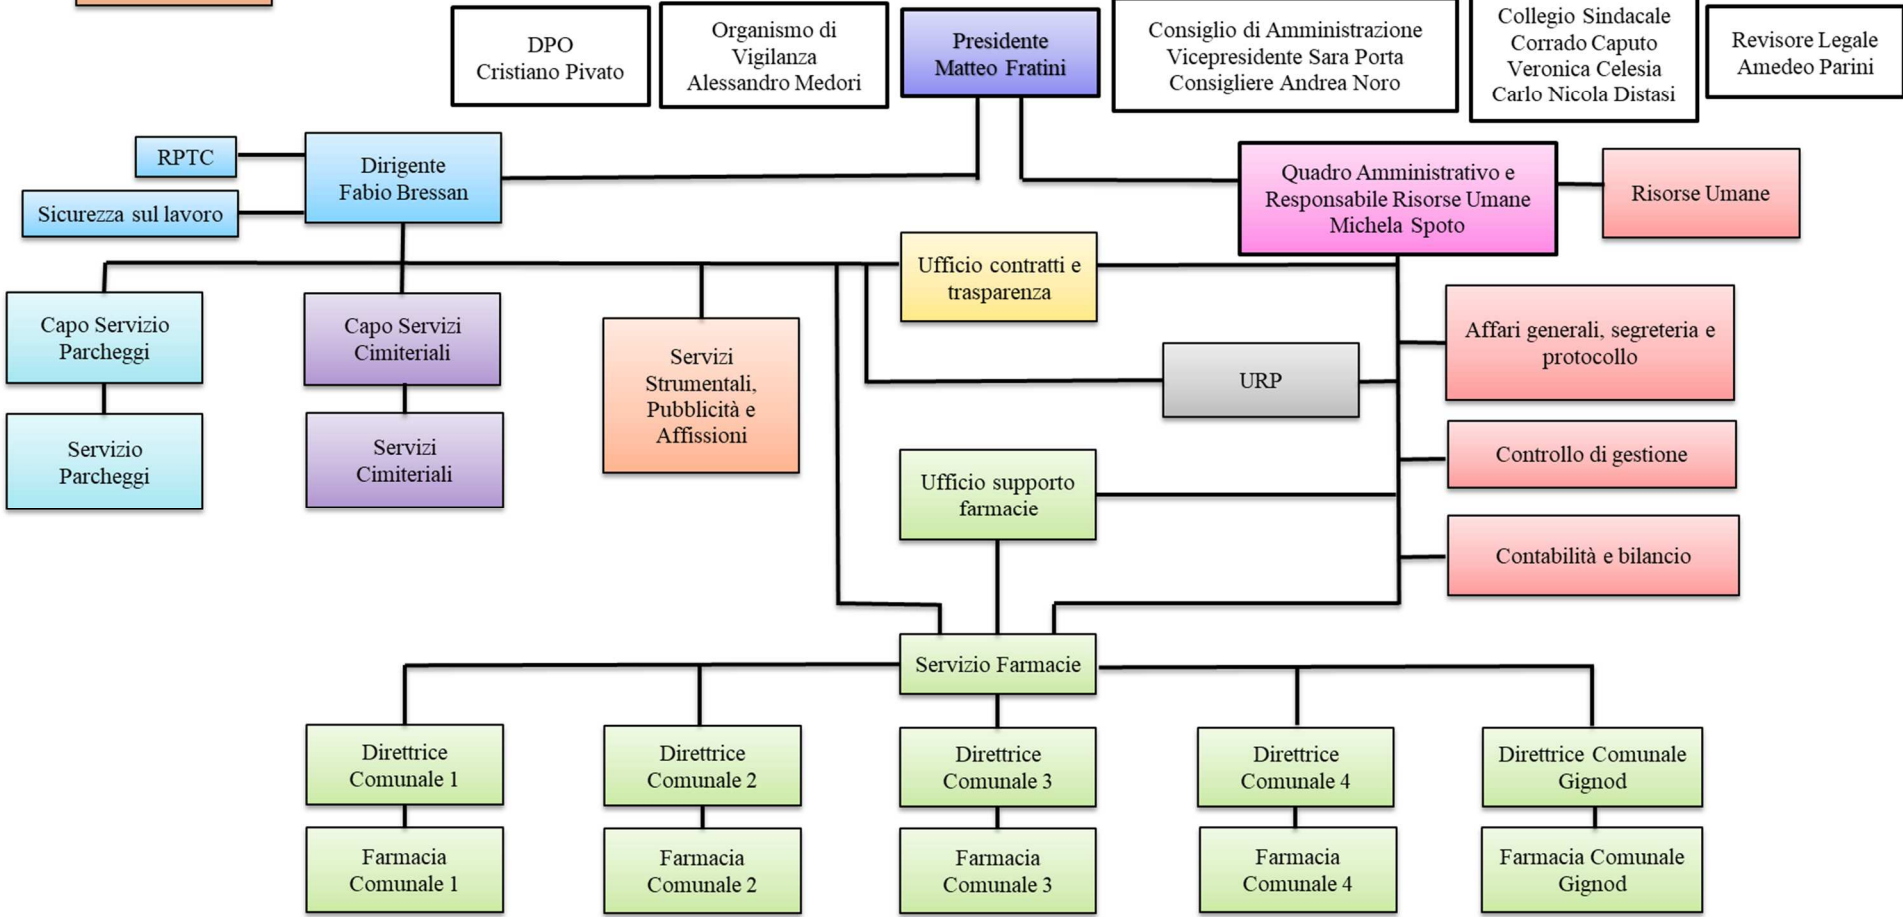 DPO
Cristiano Pivato
Organismo di
Vigilanza
Alessandro Medori
Presidente
Matteo Fratini
Consiglio di Amministrazione
Vicepresidente Sara Porta
Consigliere Andrea Noro
Collegio Sindacale
Corrado Caputo
Veronica Celesia
Carlo Nicola Distasi
Revisore Legale
Amedeo Parini
RPTC
Sicurezza sul lavoro
Dirigente
Fabio Bressan
Quadro Amministrativo e
Responsabile Risorse Umane
Michela Spoto
Risorse Umane
Ufficio contratti e
trasparenza
Capo Servizio
Parcheggi
Capo Servizi
Cimiteriali
Servizi
Strumentali,
Pubblicità e
Affissioni
URP
Affari generali, segreteria e
protocollo
Servizio
Parcheggi
Servizi
Cimiteriali
Ufficio supporto
farmacie
Controllo di gestione
Contabilità e bilancio
Servizio Farmacie
Direttrice
Comunale 1
Direttrice
Comunale 2
Direttrice
Comunale 3
Direttrice
Comunale 4
Direttrice Comunale
Gignod
Farmacia
Comunale 1
Farmacia
Comunale 2
Farmacia
Comunale 3
Farmacia
Comunale 4
Farmacia Comunale
Gignod